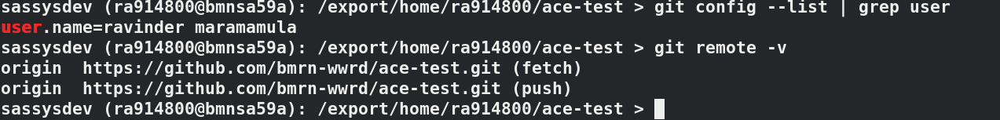 sassysdev (ra914800@bmnsa59a): /export/home/ra914800/ace-test > git config --list | grep user
user.name=ravinder maramamula
sassysdev (ra914800@bmnsa59a): /export/home/ra914800/ace-test > git remote -v
origin  https://github.com/bmrn-wwrd/ace-test.git (fetch)
origin  https://github.com/bmrn-wwrd/ace-test.git (push)
sassysdev (ra914800@bmnsa59a): /export/home/ra914800/ace-test >